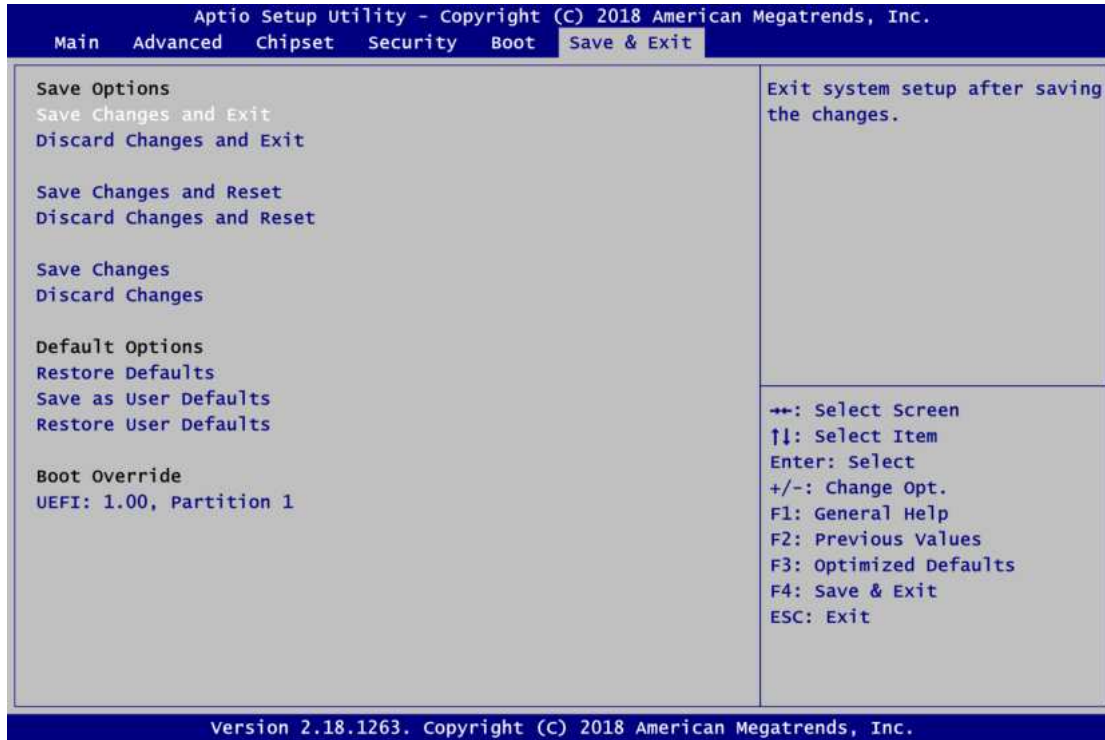 Aptio Setup Utility - Copyright (C) 2018 American Megatrends, Inc.
Main Advanced Chipset Security Boot Save & Exit
Save Options
Save Changes and Exit
Discard Changes and Exit
Save Changes and Reset
Discard Changes and Reset
Save Changes
Discard Changes
Default Options
Restore Defaults
Save as User Defaults
Restore User Defaults
Boot Override
UEFI: 1.00, Partition 1
Exit system setup after saving
the changes.
→←: Select Screen
↑↓: Select Item
Enter: Select
+/-: Change Opt.
F1: General Help
F2: Previous Values
F3: Optimized Defaults
F4: Save & Exit
ESC: Exit
Version 2.18.1263. Copyright (C) 2018 American Megatrends, Inc.